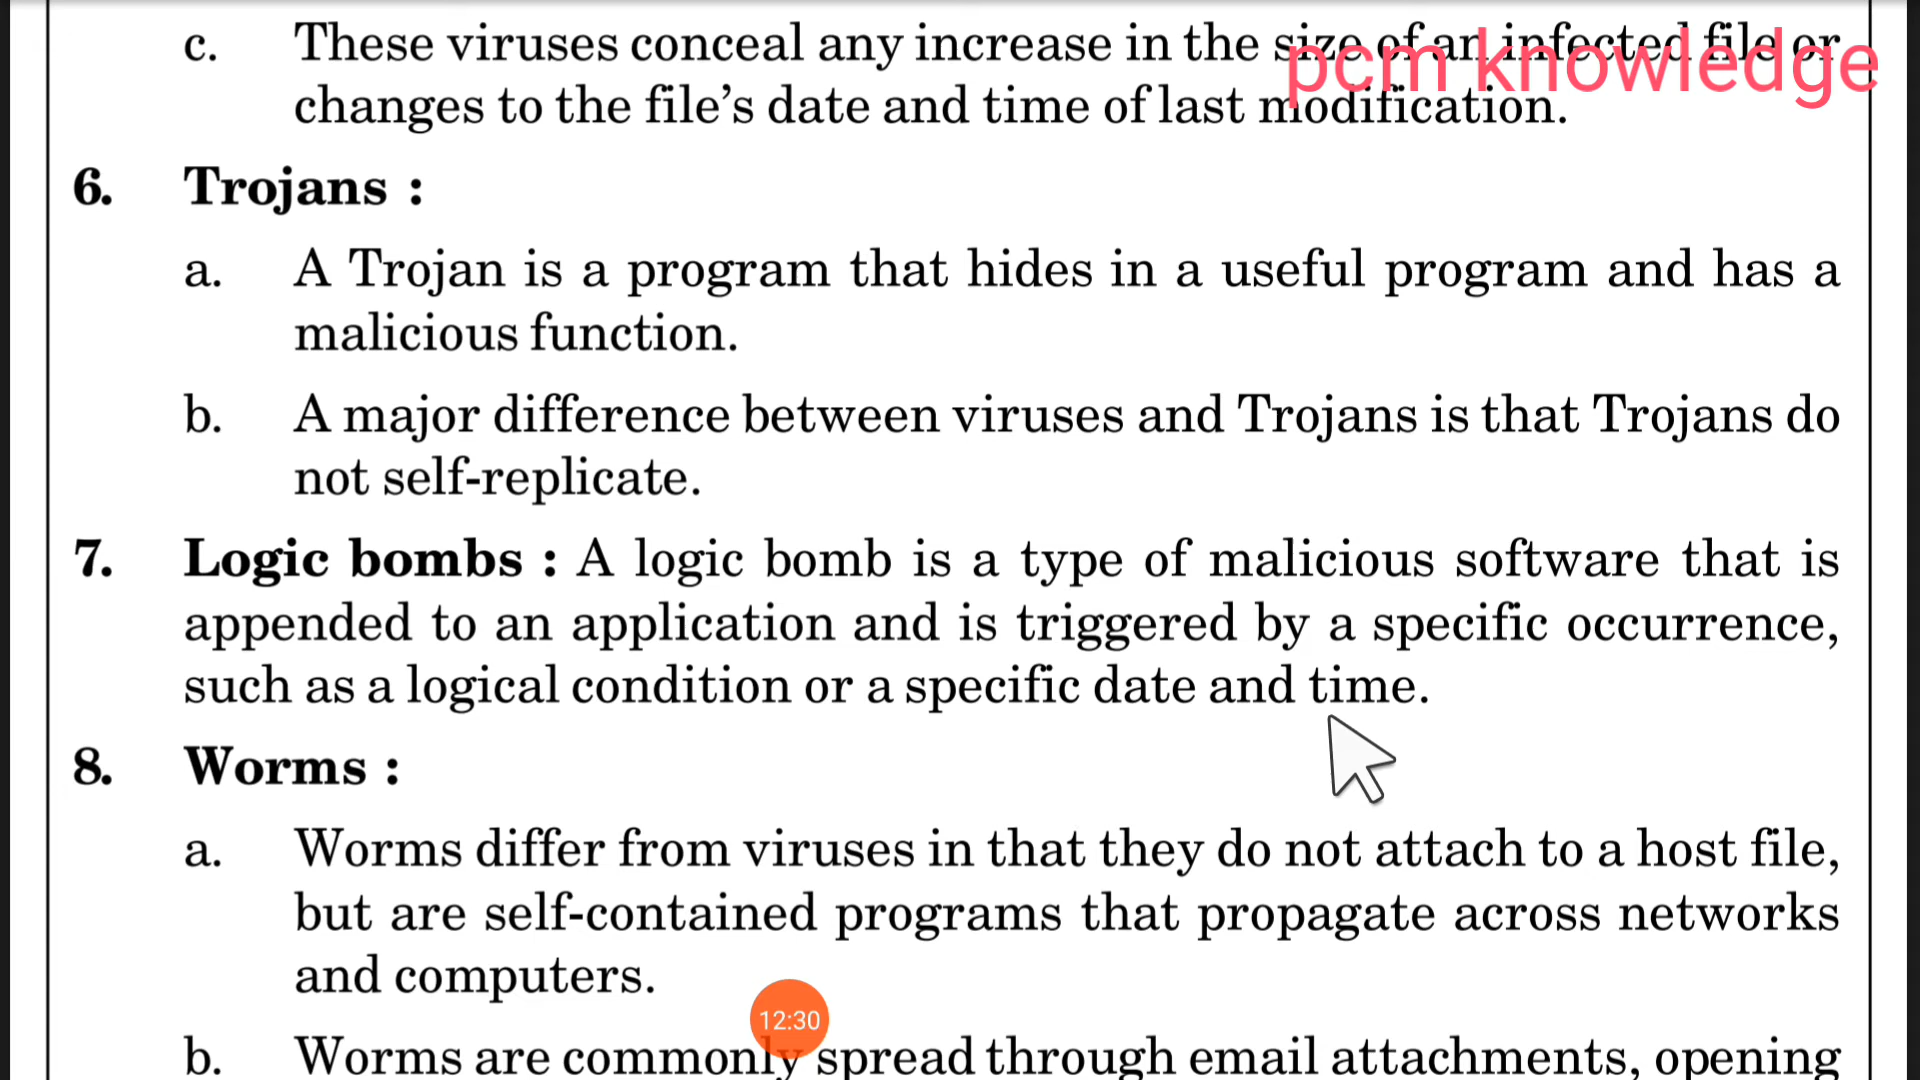 c. These viruses conceal any increase in the size of an infected file or
pcm knowledge
changes to the file's date and time of last modification.
6. Trojans :
a. A Trojan is a program that hides in a useful program and has a
malicious function.
b. A major difference between viruses and Trojans is that Trojans do
not self-replicate.
7. Logic bombs : A logic bomb is a type of malicious software that is
appended to an application and is triggered by a specific occurrence,
such as a logical condition or a specific date and time.
8. Worms :
a. Worms differ from viruses in that they do not attach to a host file,
but are self-contained programs that propagate across networks
and computers.
12:30
b. Worms are commonly spread through email attachments, opening